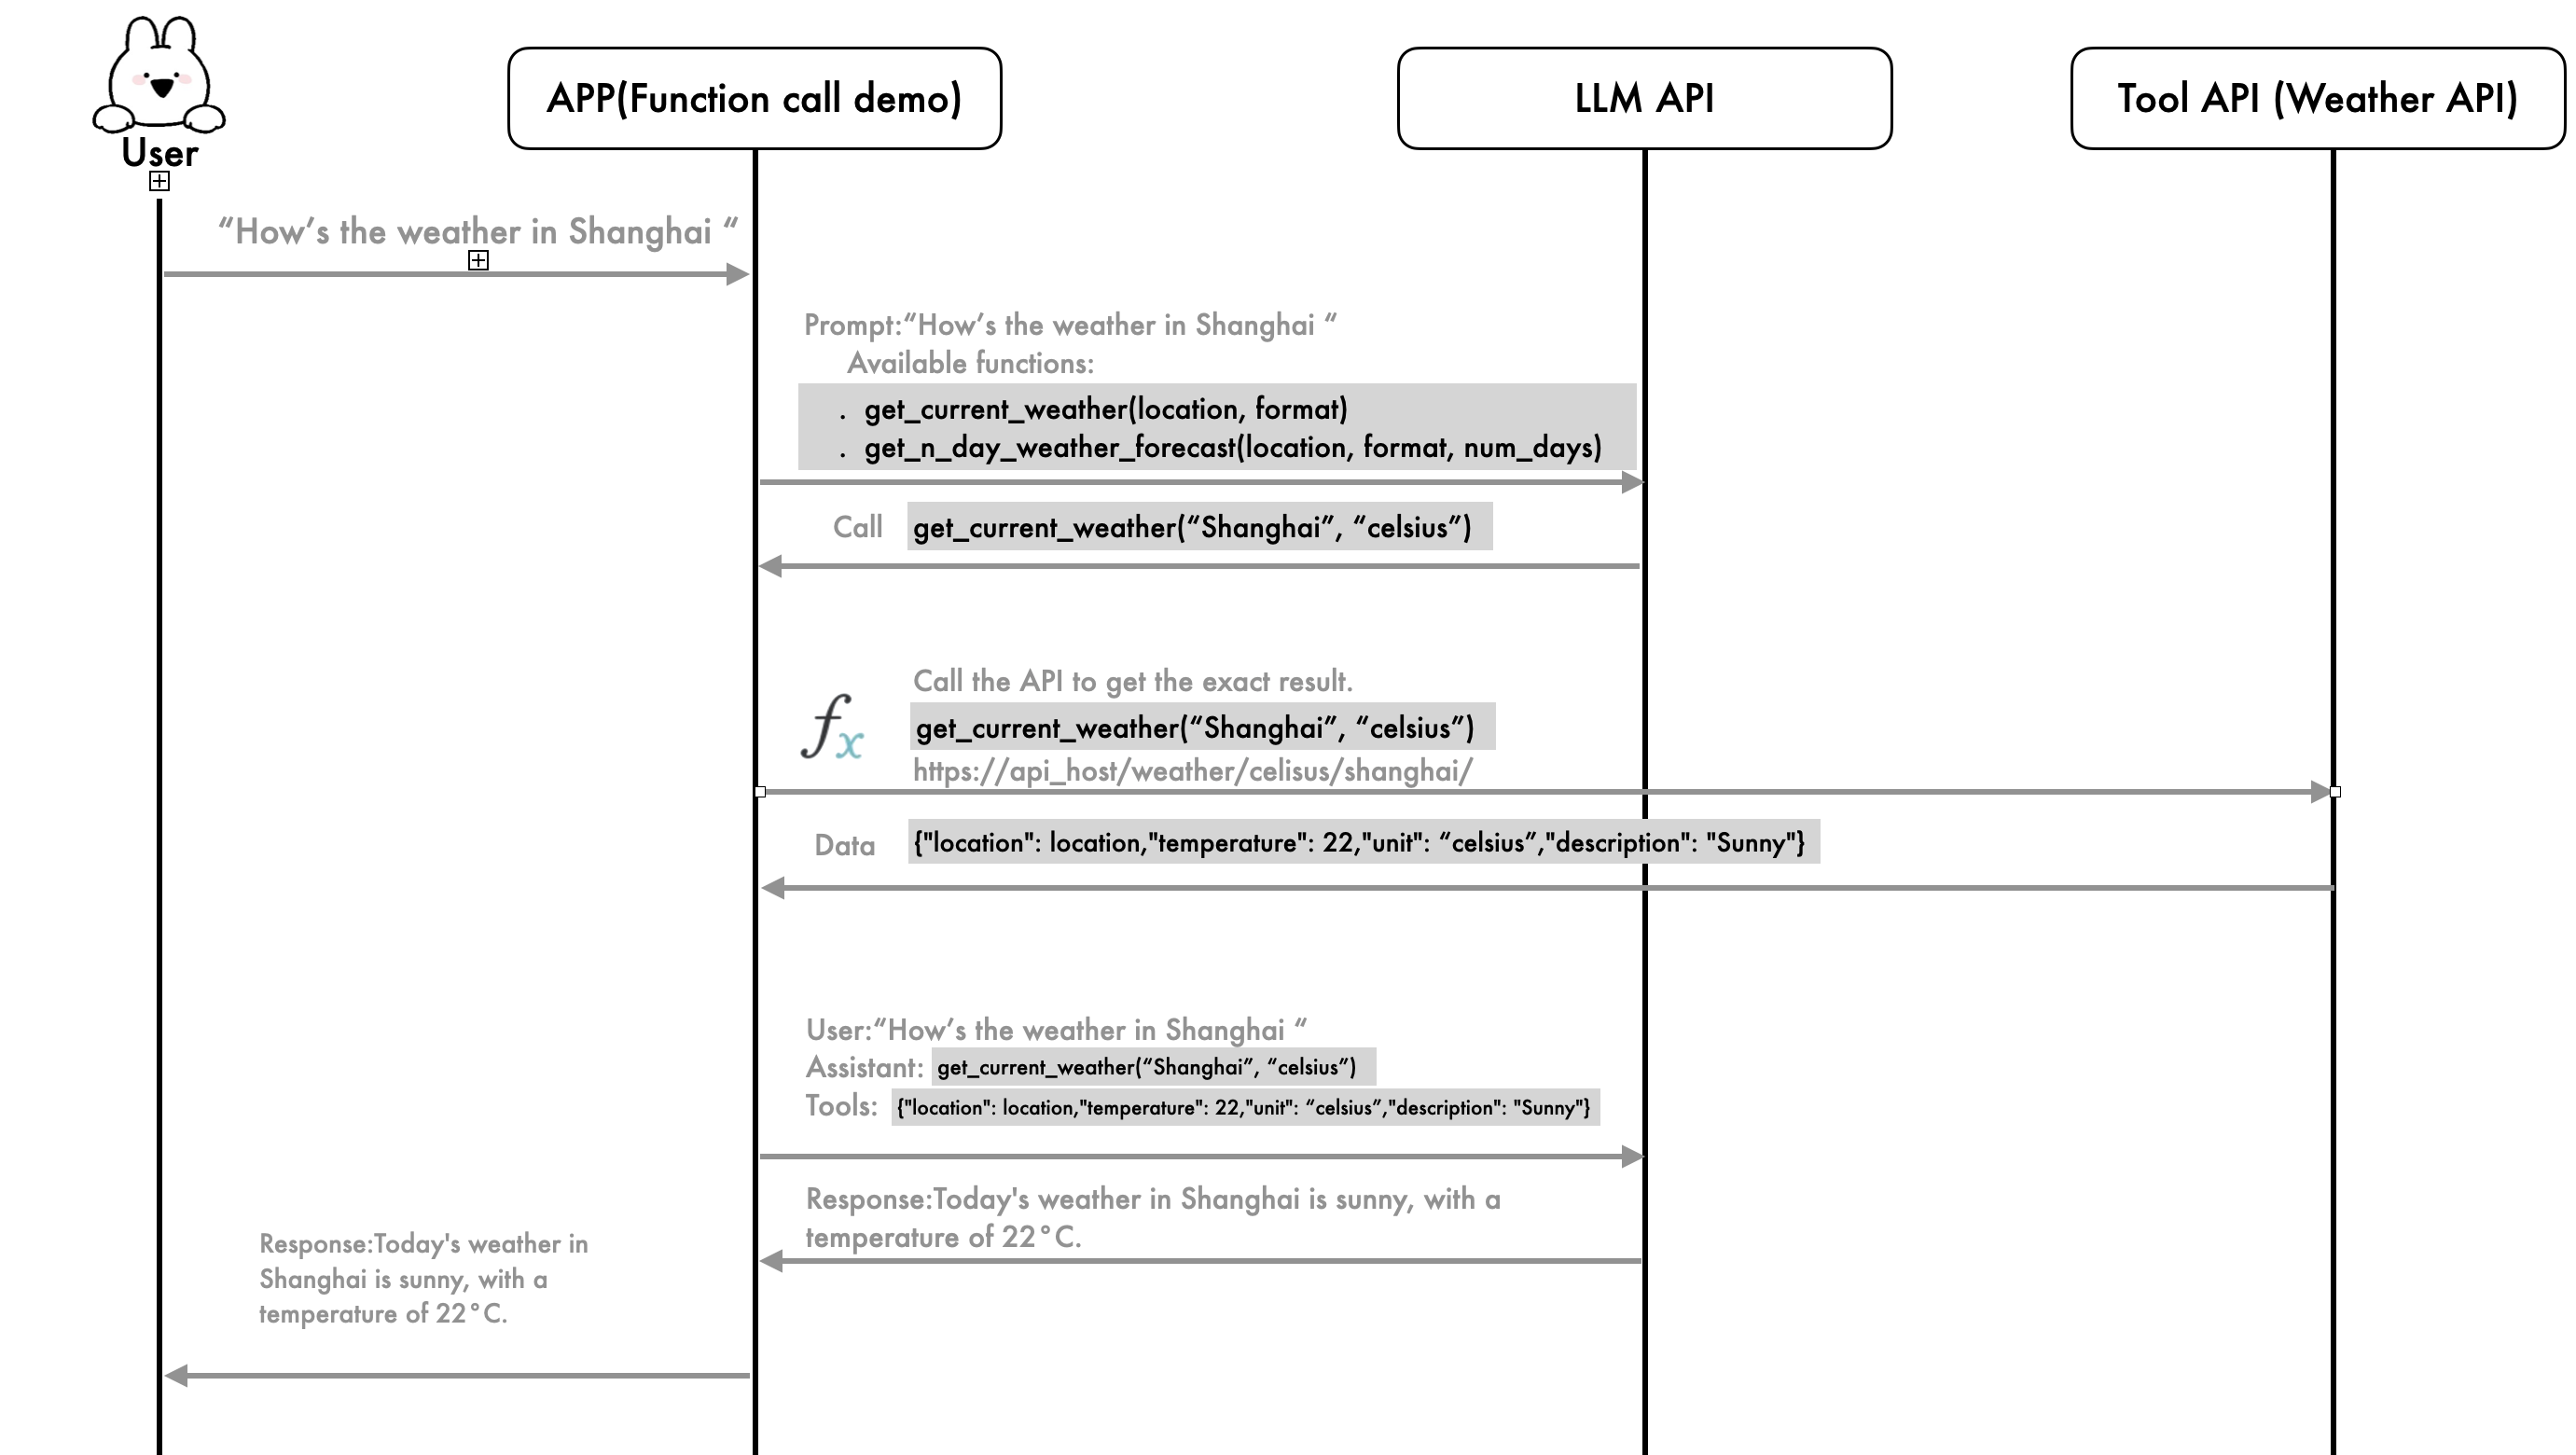 User
APP(Function call demo)
LLM API
Tool API (Weather API)
“How’s the weather in Shanghai “
Prompt:“How’s the weather in Shanghai “
Available functions:
. get_current_weather(location, format)
. get_n_day_weather_forecast(location, format, num_days)
Call get_current_weather(“Shanghai”, “celsius”)
Call the API to get the exact result.
fx
get_current_weather(“Shanghai”, “celsius”)
https://api_host/weather/celisus/shanghai/
Data {"location": location,"temperature": 22,"unit": “celsius”,"description": "Sunny"}
User:“How’s the weather in Shanghai “
Assistant: get_current_weather(“Shanghai”, “celsius”)
Tools: {"location": location,"temperature": 22,"unit": “celsius”,"description": "Sunny"}
Response:Today's weather in Shanghai is sunny, with a
temperature of 22°C.
Response:Today's weather in
Shanghai is sunny, with a
temperature of 22°C.